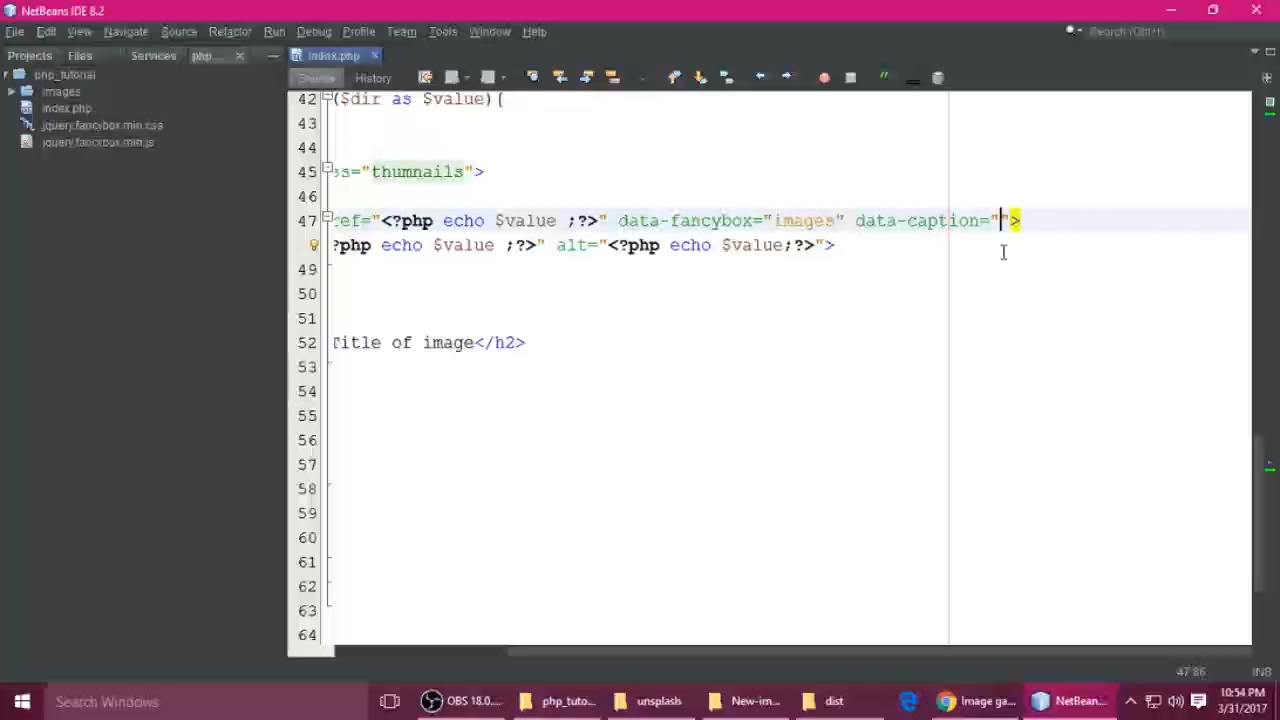 NetBeans IDE 8.2
File Edit View Navigate Source Refactor Run Debug Profile Team Tools Window Help
Search (Ctrl+I)
Projects Files Services php... index.php
Source History
php_tutorial
images
index.php
jquery.fancybox.min.css
jquery.fancybox.min.js
42 ($dir as $value){
43
44
45 ss="thumnails">
46
47 ref="<?php echo $value ;?>" data-fancybox="images" data-caption="">
?php echo $value ;?>" alt="<?php echo $value;?>">
49
50
51
52 Title of image</h2>
53
54
55
56
57
58
59
60
61
62
63
64
47:86 INS
Search Windows
OBS 18.0.... php_tuto... unsplash New-im... dist Image ga... NetBean...
10:54 PM
3/31/2017